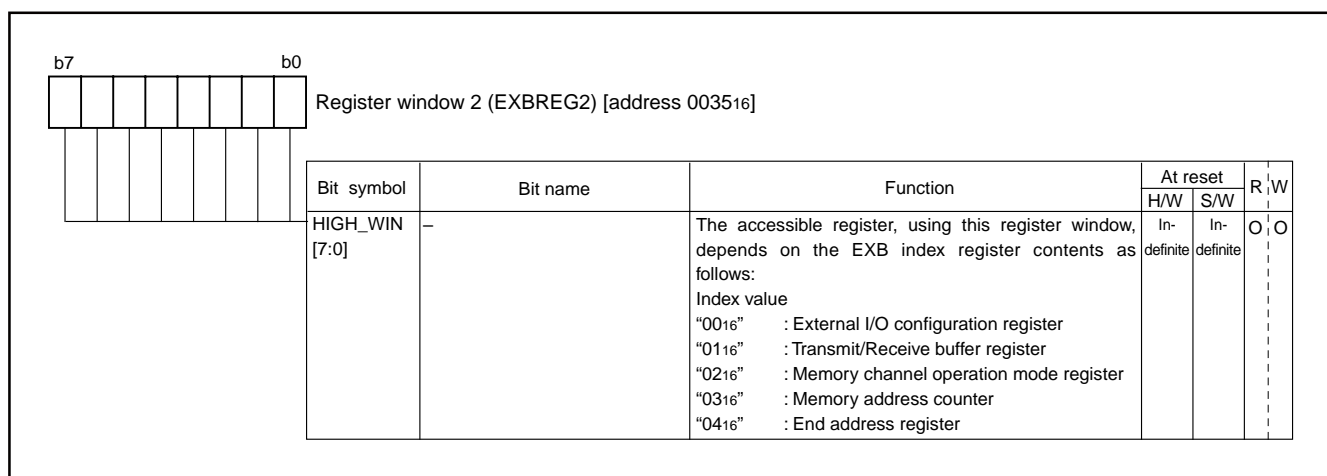 b7 b0
Register window 2 (EXBREG2) [address 003516]
Bit symbol Bit name Function At reset R W
H/W S/W
HIGH_WIN – The accessible register, using this register window, In- In- O O
[7:0] depends on the EXB index register contents as definite definite
follows:
Index value
“0016” : External I/O configuration register
“0116” : Transmit/Receive buffer register
“0216” : Memory channel operation mode register
“0316” : Memory address counter
“0416” : End address register